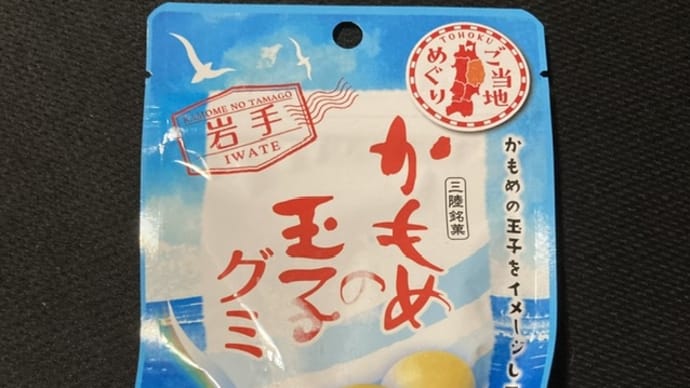 TOHOKU
ご当地
めぐり
KAMOME NO TAMAGO
岩手
IWATE
かもめの
玉子
グミ
三陸銘菓
かもめの玉子をイメージし